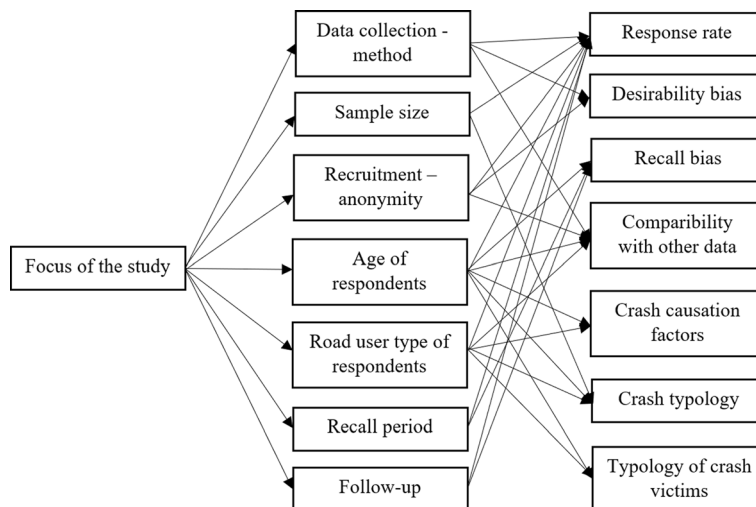 Focus of the study
Data collection -
method
Sample size
Recruitment –
anonymity
Age of
respondents
Road user type of
respondents
Recall period
Follow-up
Response rate
Desirability bias
Recall bias
Comparibility
with other data
Crash causation
factors
Crash typology
Typology of crash
victims